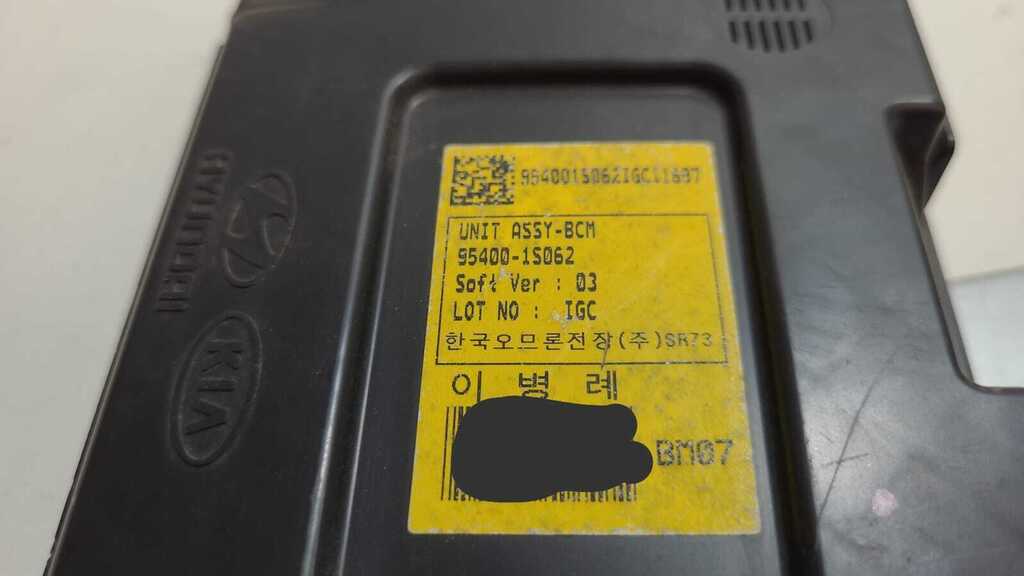 954001S062IGC11687
UNIT ASSY-BCM
95400-1S062
Soft Ver : 03
LOT NO : IGC
한국오므론전장(주)SR73
이 병 례
BM07
HYUNDAI
KIA